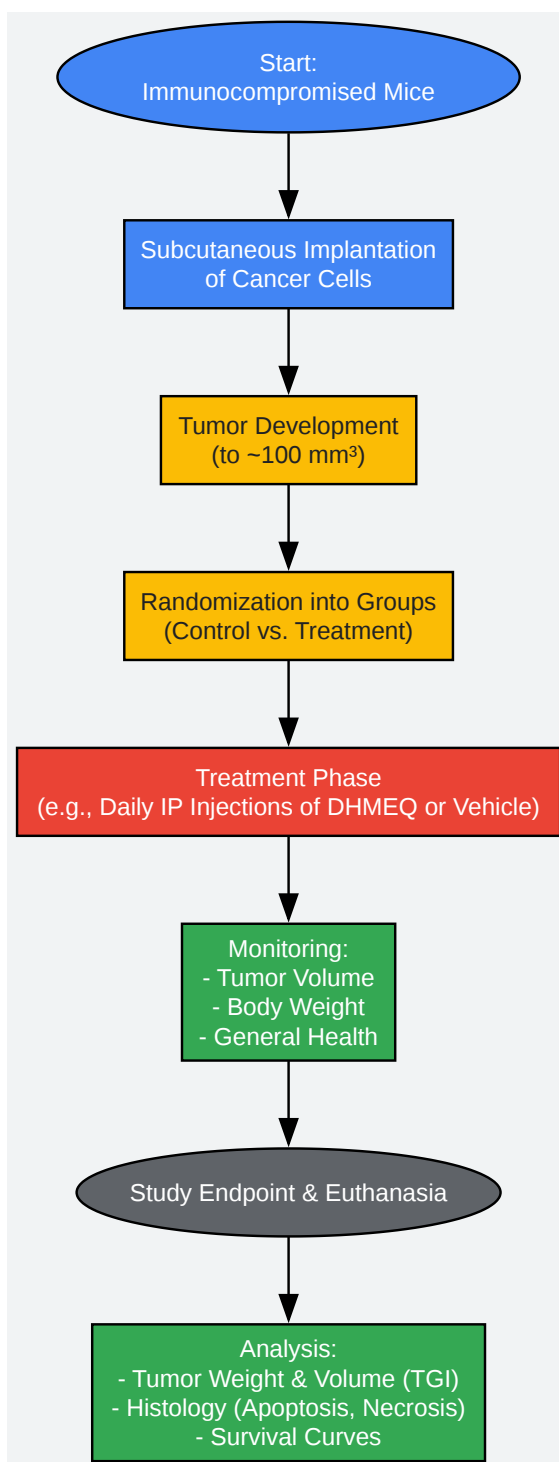 Start:
Immunocompromised Mice
Subcutaneous Implantation
of Cancer Cells
Tumor Development
(to ~100 mm³)
Randomization into Groups
(Control vs. Treatment)
Treatment Phase
(e.g., Daily IP Injections of DHMEQ or Vehicle)
Monitoring:
- Tumor Volume
- Body Weight
- General Health
Study Endpoint & Euthanasia
Analysis:
- Tumor Weight & Volume (TGI)
- Histology (Apoptosis, Necrosis)
- Survival Curves